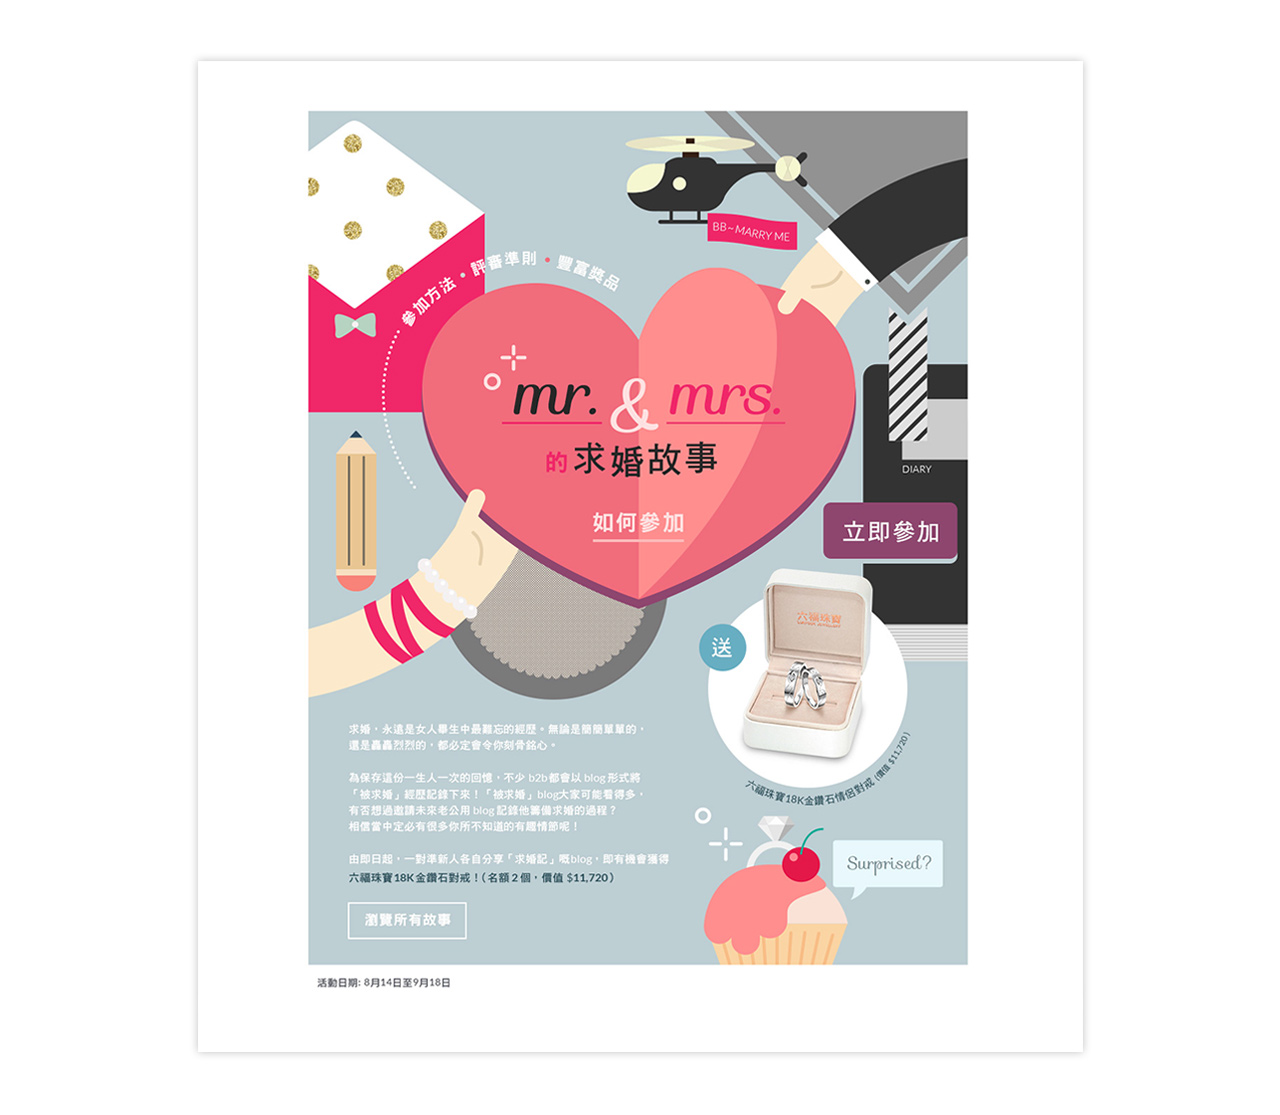 BB~MARRY ME
參加方法 • 評審準則 • 豐富獎品
mr. & mrs.
的求婚故事
DIARY
如何參加
立即參加
六福珠寶
送
求婚，永遠是女人畢生中最難忘的經歷。無論是簡簡單單的，
還是轟轟烈烈的，都必定會令你刻骨銘心。
六福珠寶18K金鑽石情侶對戒 (價值 $11,720)
為保存這份一生人一次的回憶，不少 b2b都會以 blog 形式將
「被求婚」經歷記錄下來！「被求婚」blog大家可能看得多，
有否想過邀請未來老公用 blog 記錄他籌備求婚的過程？
相信當中定必有很多你所不知道的有趣情節呢！
由即日起，一對準新人各自分享「求婚記」嘅blog，即有機會獲得
六福珠寶18K金鑽石對戒！(名額 2 個，價值 $11,720)
Surprised?
瀏覽所有故事
活動日期: 8月14日至9月18日